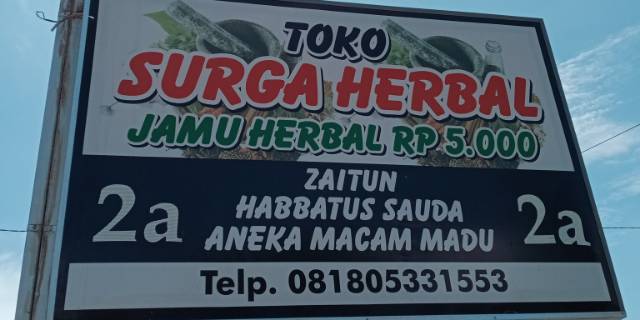 TOKO
SURGA HERBAL
JAMU HERBAL RP 5.000
2a
ZAITUN
HABBATUS SAUDA
ANEKA MACAM MADU
2a
Telp. 081805331553